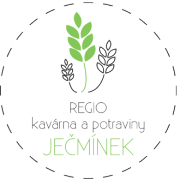 REGIO
kavárna a potraviny
JEČMÍNEK